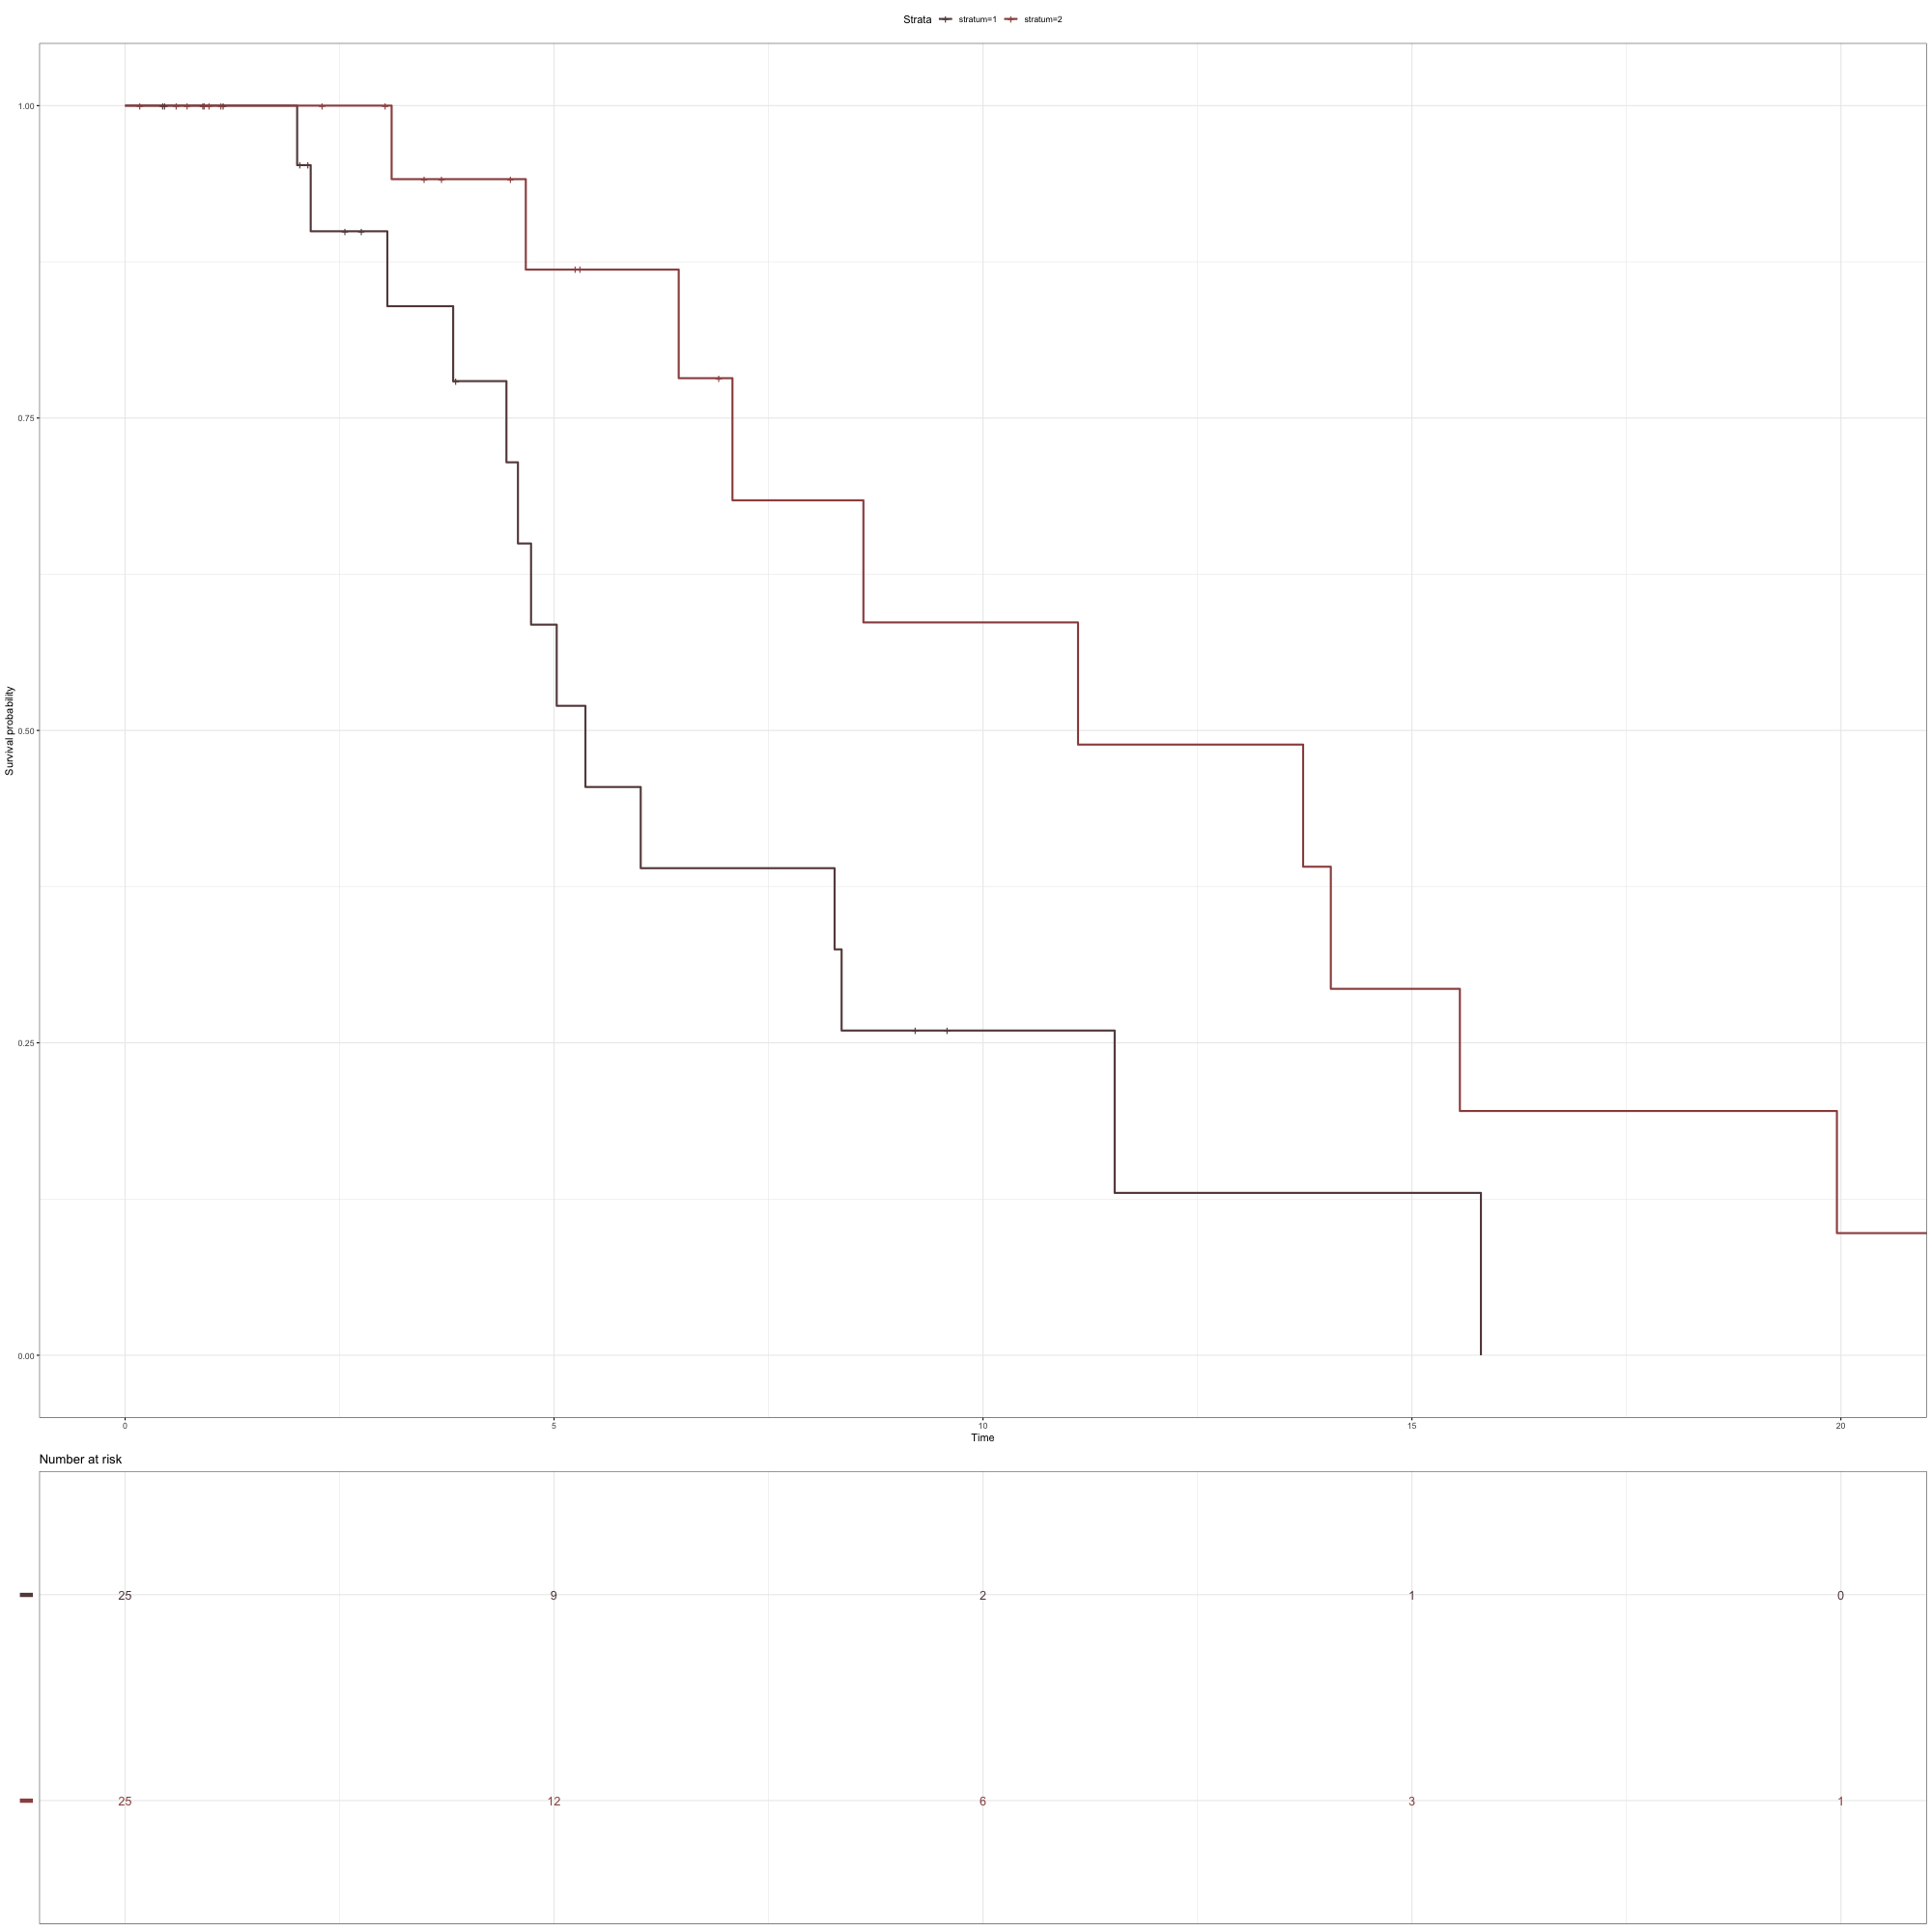 Strata stratum=1 stratum=2
Survival probability
1.00
0.75
0.50
0.25
0.00
0 5 10 15 20
Time
Number at risk
25 9 2 1 0
25 12 6 3 1